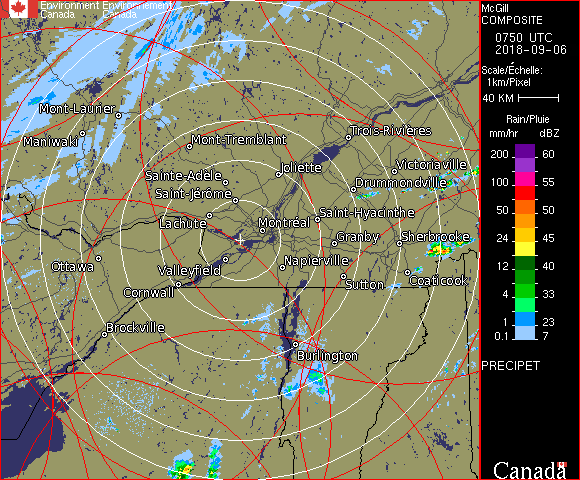 Environment Environnement
Canada Canada
McGill
COMPOSITE
0750 UTC
2018-09-06
Scale/Échelle:
1km/Pixel
40 KM
Rain/Pluie
mm/hr dBZ
200 60
100 55
50 50
24 45
12 40
4 33
1 23
0.1 7
PRECIPET
Canada
Mont-Laurier
Maniwaki
Mont-Tremblant
Trois-Rivières
Sainte-Adèle
Joliette
Victoriaville
Saint-Jérôme
Drummondville
Lachute
Montréal
Saint-Hyacinthe
Granby
Sherbrooke
Ottawa
Valleyfield
Napierville
Cornwall
Sutton
Coaticook
Brockville
Burlington